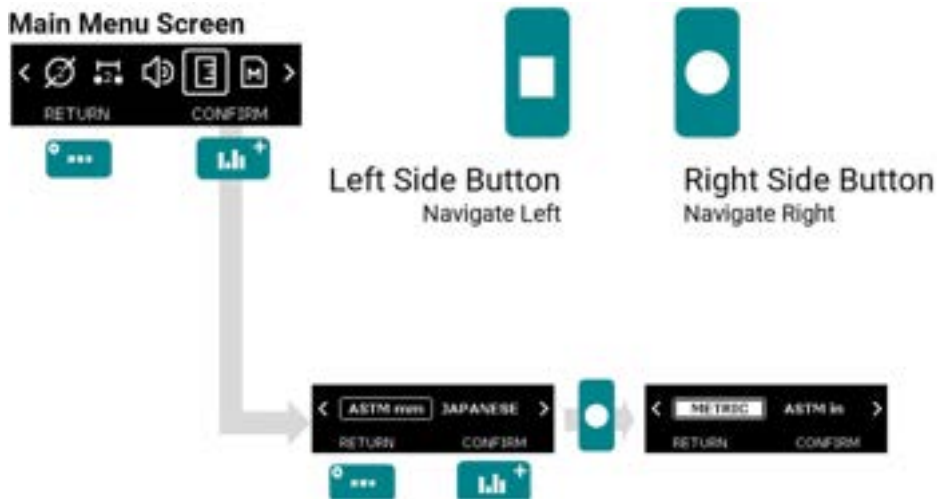 Main Menu Screen
RETURN CONFIRM
Left Side Button
Navigate Left
Right Side Button
Navigate Right
ASTM mm JAPANESE
RETURN CONFIRM
METRIC ASTM in
RETURN CONFIRM